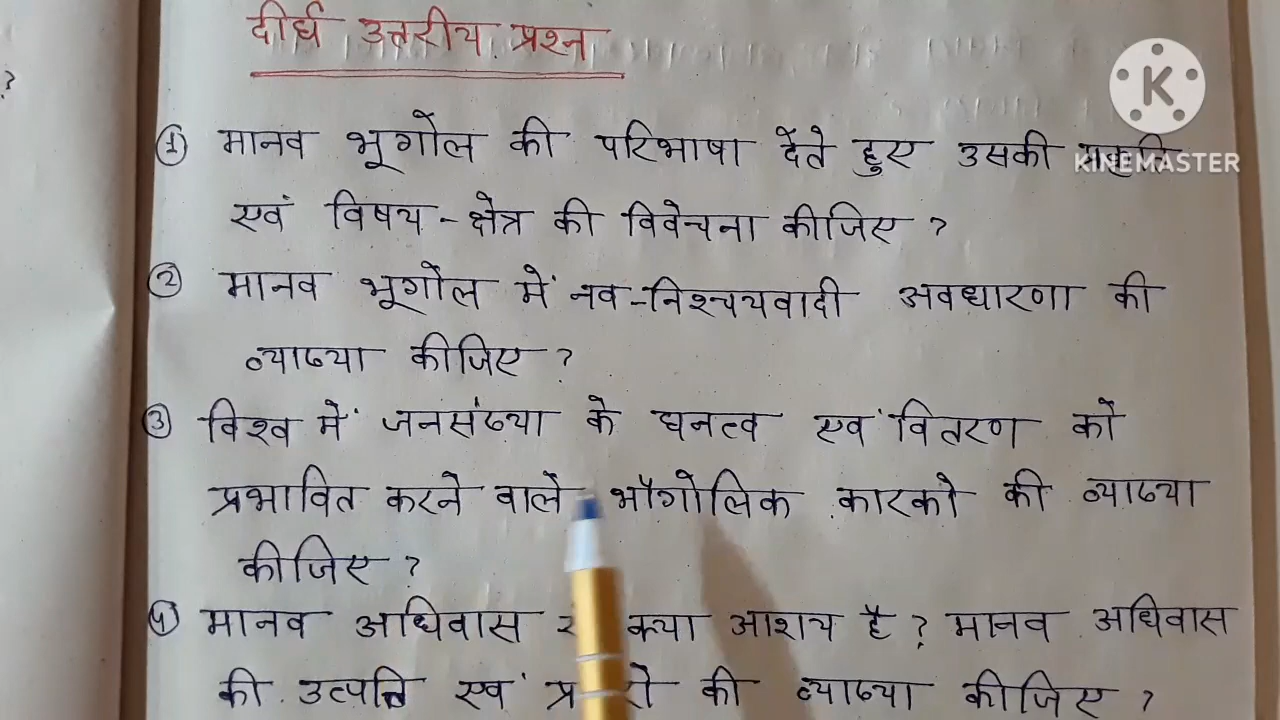 दीर्घ उत्तरीय प्रश्न
?
① मानव भूगोल की परिभाषा देते हुए उसकी
KINEMASTER
एवं विषय-क्षेत्र की विवेचना कीजिए ?
② मानव भूगोल में नव-निश्चयवादी अवधारणा की
व्याख्या कीजिए ?
③ विश्व में जनसंख्या के घनत्व एवं वितरण को
प्रभावित करने वाले भौगोलिक कारको की व्याख्या
कीजिए ?
④ मानव अधिवास क्या आशय है ? मानव अधिवास
की उत्पत्ति एवं की व्याख्या कीजिए ?